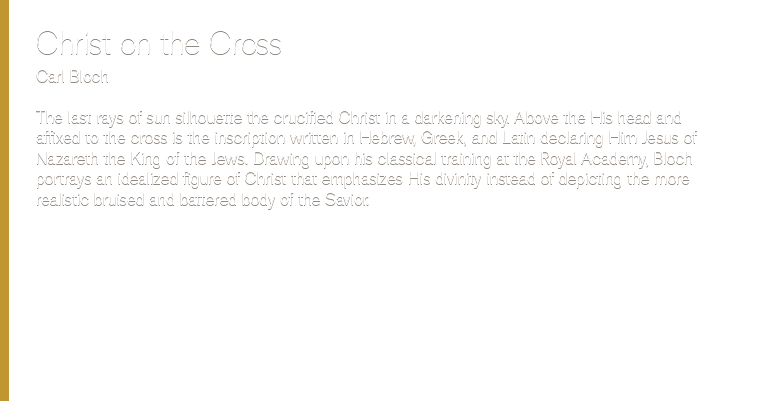 Christ on the Cross
Carl Bloch
The last rays of sun silhouette the crucified Christ in a darkening sky. Above the His head and
affixed to the cross is the inscription written in Hebrew, Greek, and Latin declaring Him Jesus of
Nazareth the King of the Jews. Drawing upon his classical training at the Royal Academy, Bloch
portrays an idealized figure of Christ that emphasizes His divinity instead of depicting the more
realistic bruised and battered body of the Savior.